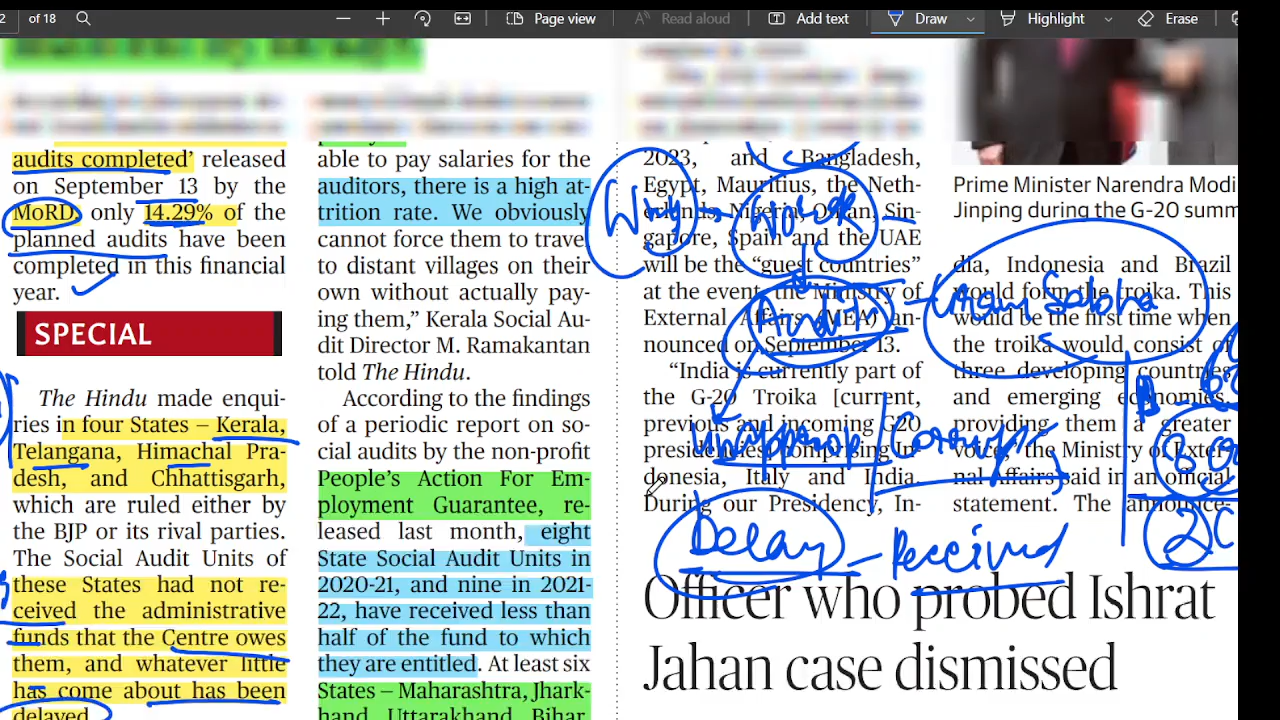 2 of 18
Page view
Read aloud
Add text
Draw
Highlight
Erase
audits completed' released
on September 13 by the
MoRD, only 14.29% of the
planned audits have been
completed in this financial
year.
SPECIAL
The Hindu made enqui-
ries in four States – Kerala,
Telangana, Himachal Pra-
desh, and Chhattisgarh,
which are ruled either by
the BJP or its rival parties.
The Social Audit Units of
these States had not re-
ceived the administrative
funds that the Centre owes
them, and whatever little
has come about has been
delayed
able to pay salaries for the
auditors, there is a high at-
trition rate. We obviously
cannot force them to travel
to distant villages on their
own without actually pay-
ing them,” Kerala Social Au-
dit Director M. Ramakantan
told The Hindu.
According to the findings
of a periodic report on so-
cial audits by the non-profit
People's Action For Em-
ployment Guarantee, re-
leased last month, eight
State Social Audit Units in
2020-21, and nine in 2021-
22, have received less than
half of the fund to which
they are entitled. At least six
States – Maharashtra, Jhark-
hand, Uttarakhand, Bihar,
2023, and Bangladesh,
Egypt, Mauritius, the Neth-
erlands, Nigeria, Oman, Sin-
gapore, Spain and the UAE
will be the “guest countries”
at the event, the Ministry of
External Affairs (MEA) an-
nounced on September 13.
“India is currently part of
the G-20 Troika [current,
previous and incoming G20
presidencies] comprising In-
donesia, Italy and India.
During our Presidency, In-
Prime Minister Narendra Modi
Jinping during the G-20 summ
dia, Indonesia and Brazil
would form the troika. This
would be the first time when
the troika would consist of
three developing countries
and emerging economies,
providing them a greater
voice,” the Ministry of Exter-
nal Affairs said in an official
statement. The announce-
Why
Audit
Gram Sabha
Delay - Received
Officer who probed Ishrat
Jahan case dismissed